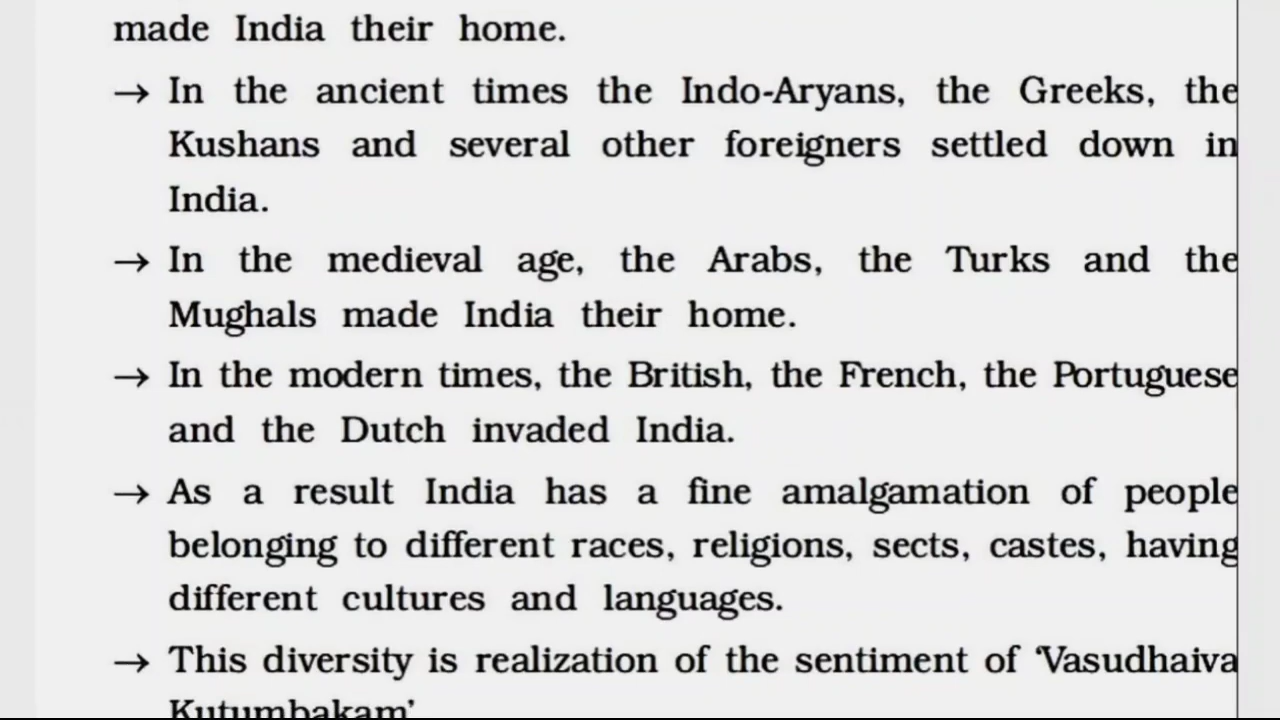 made India their home.
→ In the ancient times the Indo-Aryans, the Greeks, the
Kushans and several other foreigners settled down in
India.
→ In the medieval age, the Arabs, the Turks and the
Mughals made India their home.
→ In the modern times, the British, the French, the Portuguese
and the Dutch invaded India.
→ As a result India has a fine amalgamation of people
belonging to different races, religions, sects, castes, having
different cultures and languages.
→ This diversity is realization of the sentiment of ‘Vasudhaiva
Kutumbakam’